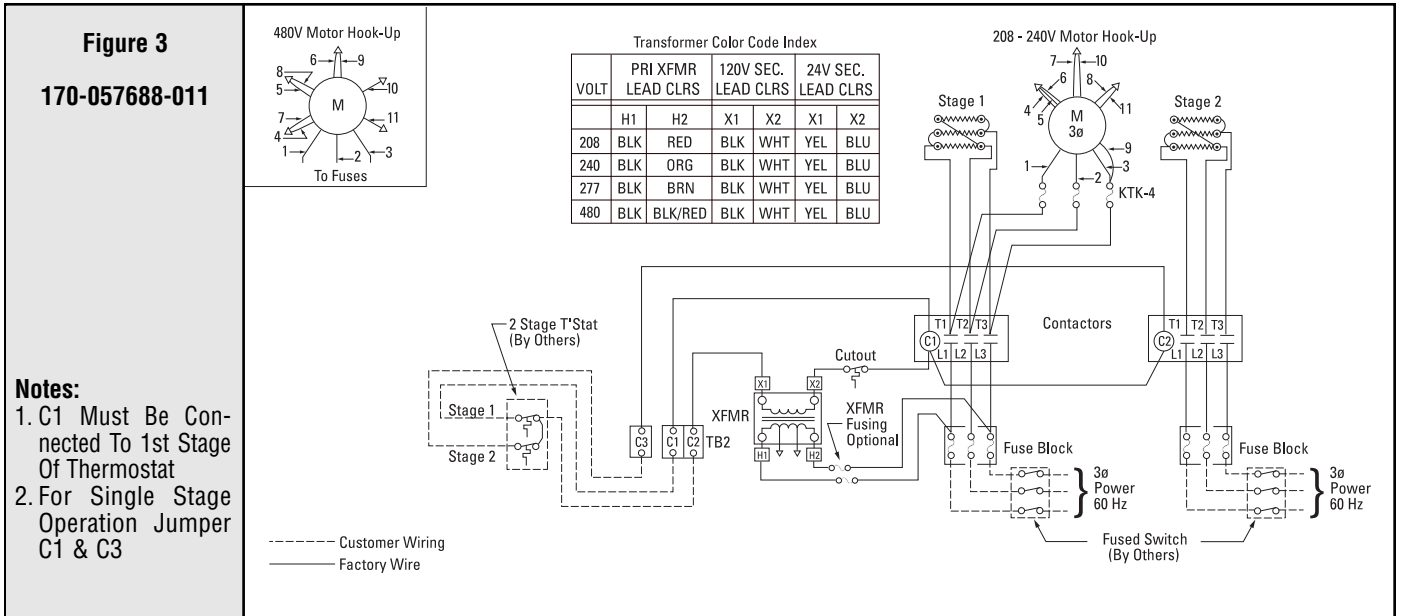 Figure 3
170-057688-011
Notes:
1. C1 Must Be Con-
nected To 1st Stage
Of Thermostat
2. For Single Stage
Operation Jumper
C1 & C3
480V Motor Hook-Up
6 9
8
5 10
M
7 11
4
1 2 3
To Fuses
Transformer Color Code Index
VOLT PRI XFMR LEAD CLRS 120V SEC. LEAD CLRS 24V SEC. LEAD CLRS
H1 H2 X1 X2 X1 X2
208 BLK RED BLK WHT YEL BLU
240 BLK ORG BLK WHT YEL BLU
277 BLK BRN BLK WHT YEL BLU
480 BLK BLK/RED BLK WHT YEL BLU
208 - 240V Motor Hook-Up
7 10
6 8
4 5 11
M
3ø
9
1 2 3
KTK-4
Stage 1
Stage 2
T1 T2 T3
C1
L1 L2 L3
Contactors
T1 T2 T3
C2
L1 L2 L3
2 Stage T'Stat
(By Others)
Stage 1
Stage 2
C3
C1 C2 TB2
X1 X2
XFMR
H1 H2
Cutout
XFMR
Fusing
Optional
Fuse Block
3ø
Power
60 Hz
Fuse Block
3ø
Power
60 Hz
Fused Switch
(By Others)
Customer Wiring
Factory Wire